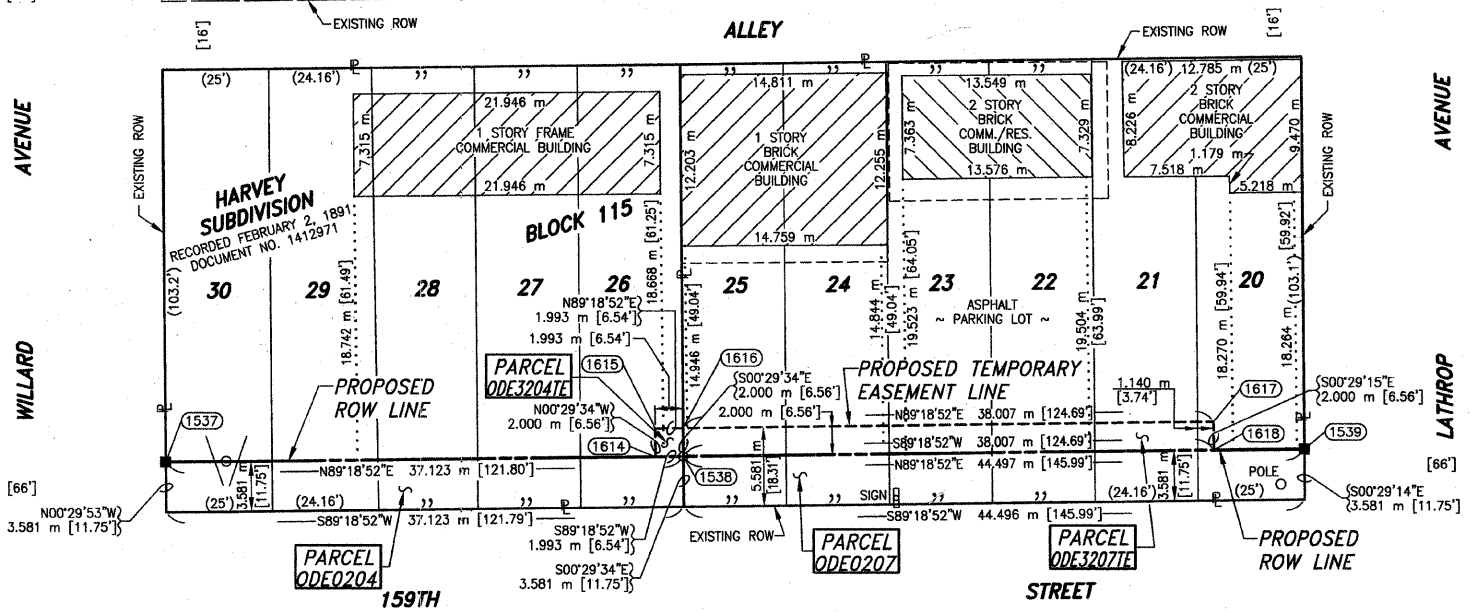 EXISTING ROW
[16']
ALLEY
EXISTING ROW
[16']
AVENUE
EXISTING ROW
(25')
(24.16')
PL
,,
,,
,,
,,
14.811 m
,,
PL
,,
13.549 m
,,
(24.16')
12.785 m
(25')
AVENUE
21.946 m
7.315 m
1 STORY FRAME
COMMERCIAL BUILDING
7.315 m
21.946 m
12.203 m
1 STORY
BRICK
COMMERCIAL
BUILDING
12.255 m
14.759 m
7.363 m
2 STORY
BRICK
COMM./RES.
BUILDING
7.329 m
13.576 m
8.226 m
2 STORY
BRICK
COMMERCIAL
BUILDING
1.179 m
7.518 m
5.218 m
9.470 m
EXISTING ROW
HARVEY
SUBDIVISION
RECORDED FEBRUARY 2, 1891
DOCUMENT NO. 1412971
BLOCK 115
(103.2')
30
29
28
27
26
25
24
23
22
21
20
18.742 m [61.49']
18.668 m [61.25']
PL
14.946 m [49.04']
14.844 m
[49.04']
19.523 m [64.05']
ASPHALT
~ PARKING LOT ~
19.504 m
[63.99']
18.270 m [59.94']
18.264 m
[59.92']
(103.1')
N89°18'52"E
1.993 m [6.54']
1.993 m [6.54']
WILLARD
PL
1537
PROPOSED
ROW LINE
PARCEL
0DE3204TE
1615
1616
N00°29'34"W
2.000 m [6.56']
1614
S00°29'34"E
2.000 m [6.56']
2.000 m [6.56']
PROPOSED TEMPORARY
EASEMENT LINE
1.140 m
[3.74']
1617
S00°29'15"E
2.000 m [6.56']
1618
PL
1539
LATHROP
N89°18'52"E 38.007 m [124.69']
S89°18'52"W 38.007 m [124.69']
N89°18'52"E 37.123 m [121.80']
N89°18'52"E 44.497 m [145.99']
1538
[66']
[66']
N00°29'53"W
3.581 m [11.75']
3.581 m
[11.75']
(25')
(24.16')
,,
,,
PL
,,
5.581 m
[18.31']
,,
,,
SIGN
,,
,,
(24.16')
3.581 m
[11.75']
PL
POLE
(25')
S00°29'14"E
3.581 m [11.75']
S89°18'52"W 37.123 m [121.79']
S89°18'52"W 44.496 m [145.99']
S89°18'52"W
1.993 m [6.54']
EXISTING ROW
S00°29'34"E
3.581 m [11.75']
PARCEL
0DE0204
PARCEL
0DE0207
PARCEL
0DE3207TE
PROPOSED
ROW LINE
159TH
STREET